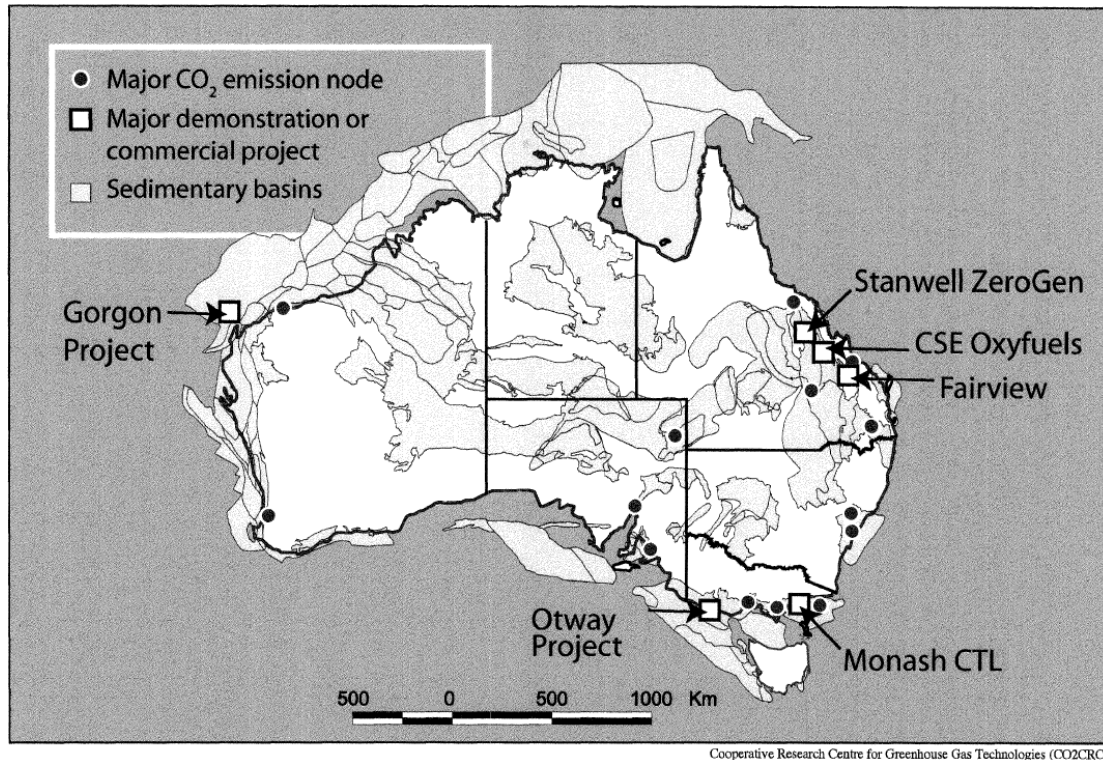 Major CO₂ emission node
Major demonstration or
commercial project
Sedimentary basins
Gorgon
Project
Stanwell ZeroGen
CSE Oxyfuels
Fairview
Otway
Project
Monash CTL
500 0 500 1000 Km
Cooperative Research Centre for Greenhouse Gas Technologies (CO2CRC